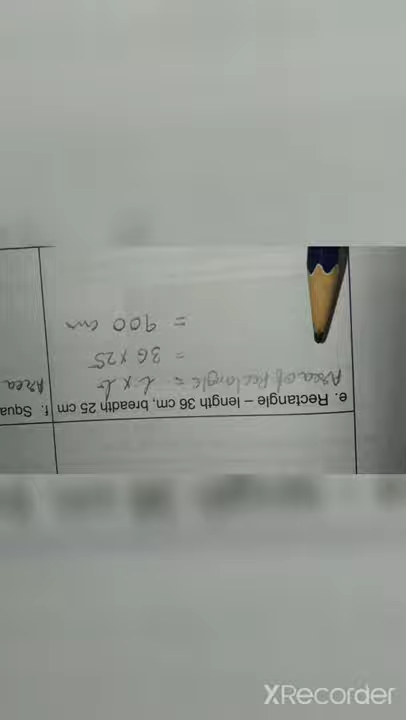 e. Rectangle – length 36 cm, breadth 25 cm
Area of Rectangle = l × b
= 36 × 25
= 900 cm
f. Squa
Area
XRecorder